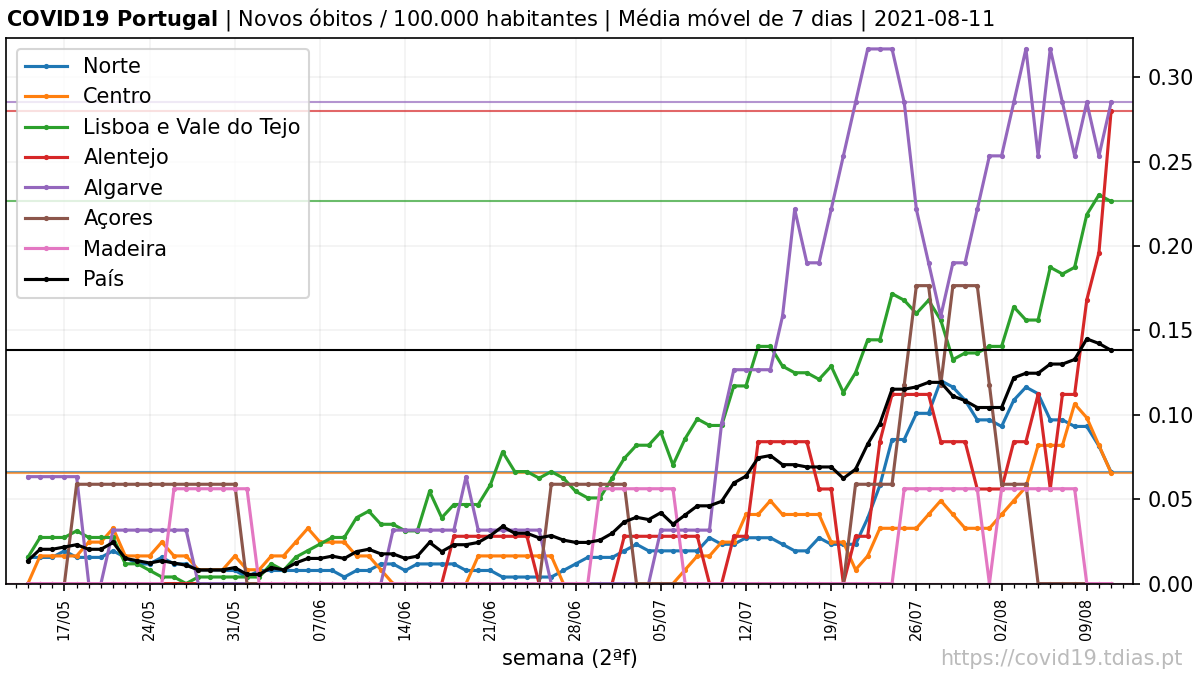 COVID19 Portugal | Novos óbitos / 100.000 habitantes | Média móvel de 7 dias | 2021-08-11
Norte
Centro
Lisboa e Vale do Tejo
Alentejo
Algarve
Açores
Madeira
País
0.30
0.25
0.20
0.15
0.10
0.05
0.00
17/05
24/05
31/05
07/06
14/06
21/06
28/06
05/07
12/07
19/07
26/07
02/08
09/08
semana (2ªf)
https://covid19.tdias.pt